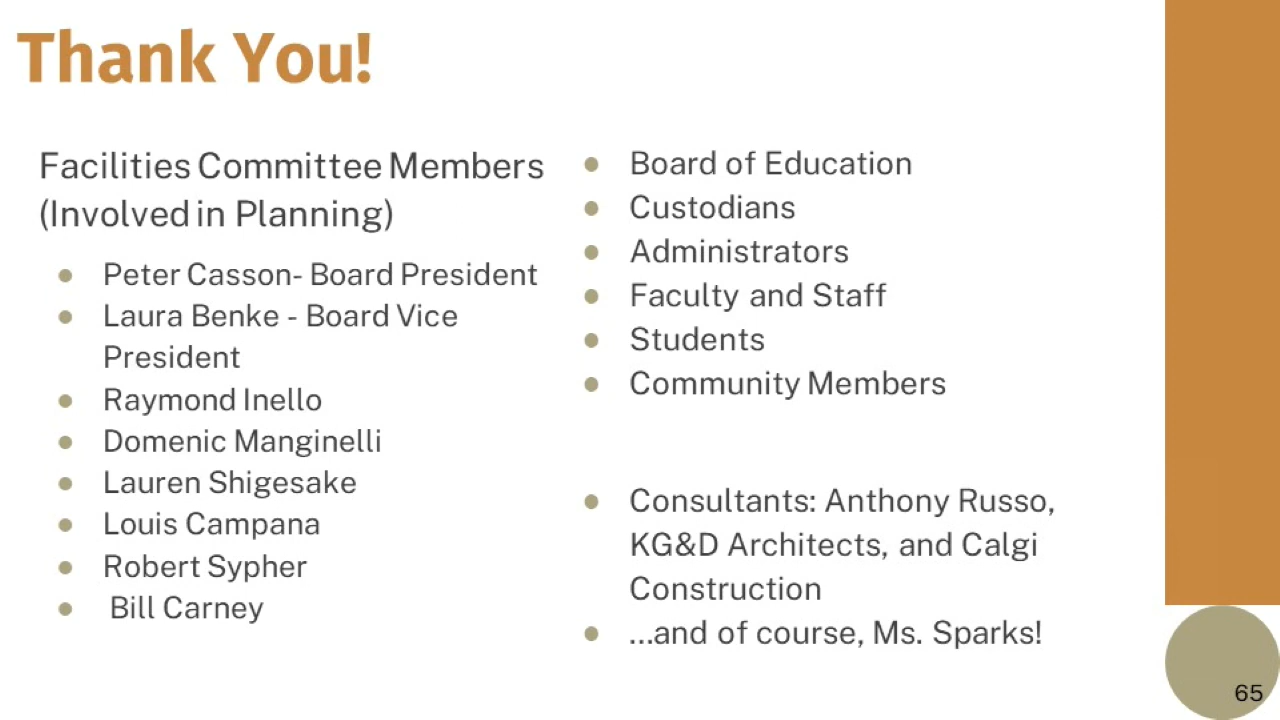 Thank You!
Facilities Committee Members
(Involved in Planning)
● Peter Casson- Board President
● Laura Benke - Board Vice
President
● Raymond Inello
● Domenic Manginelli
● Lauren Shigesake
● Louis Campana
● Robert Sypher
● Bill Carney
● Board of Education
● Custodians
● Administrators
● Faculty and Staff
● Students
● Community Members
● Consultants: Anthony Russo,
KG&D Architects, and Calgi
Construction
● ...and of course, Ms. Sparks!
65